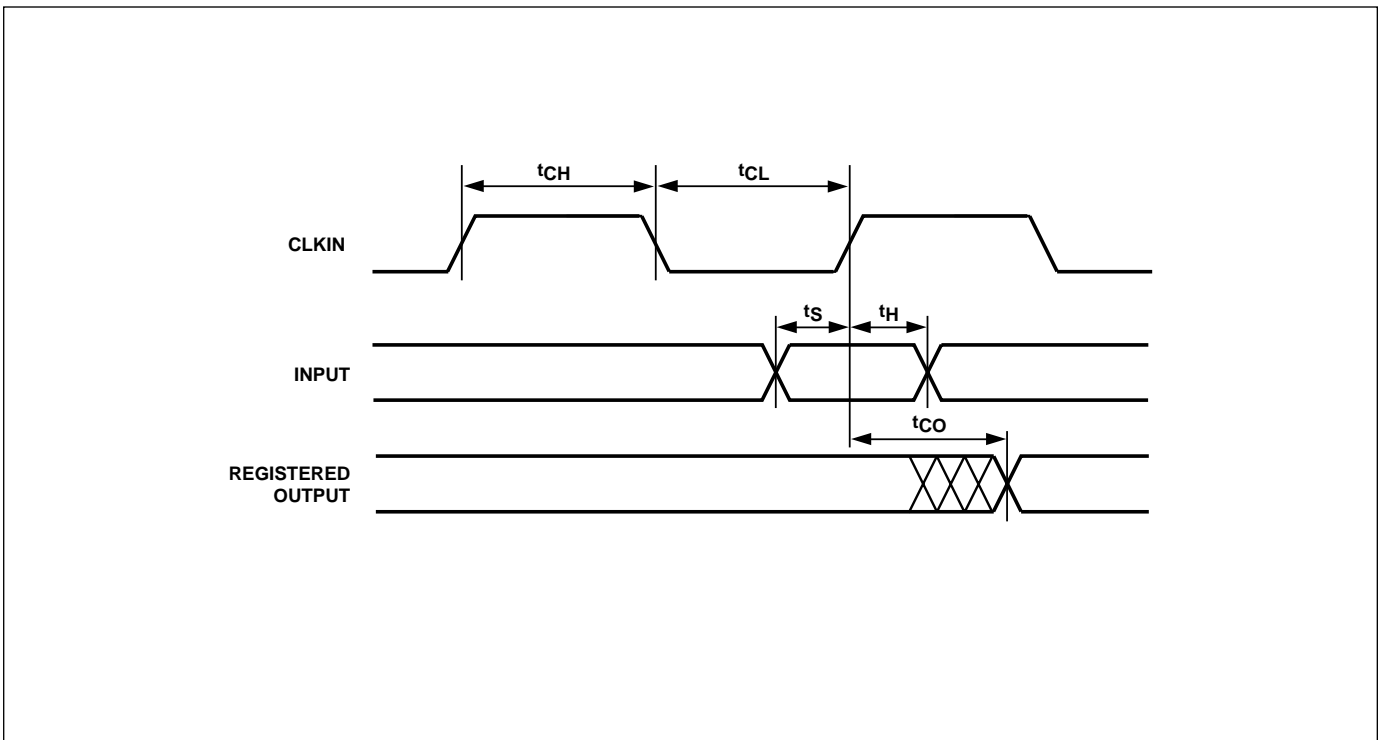 tCH
tCL
CLKIN
tS
tH
INPUT
tCO
REGISTERED
OUTPUT